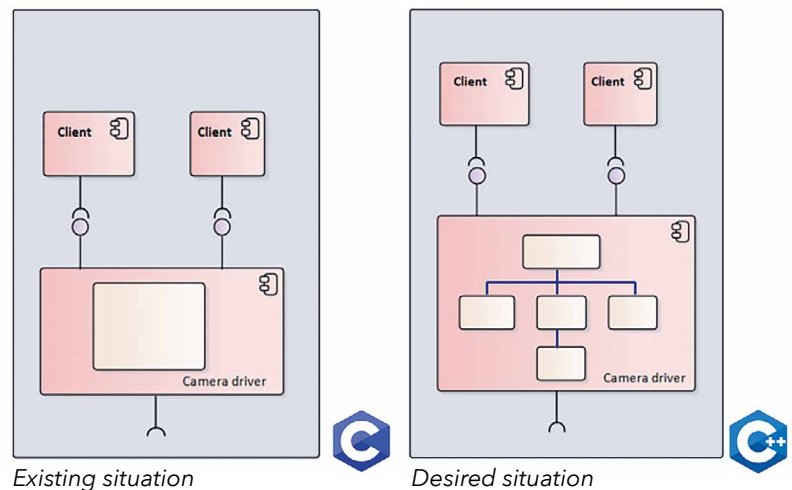 Client
Client
Camera driver
C
Existing situation
Client
Client
Camera driver
C++
Desired situation